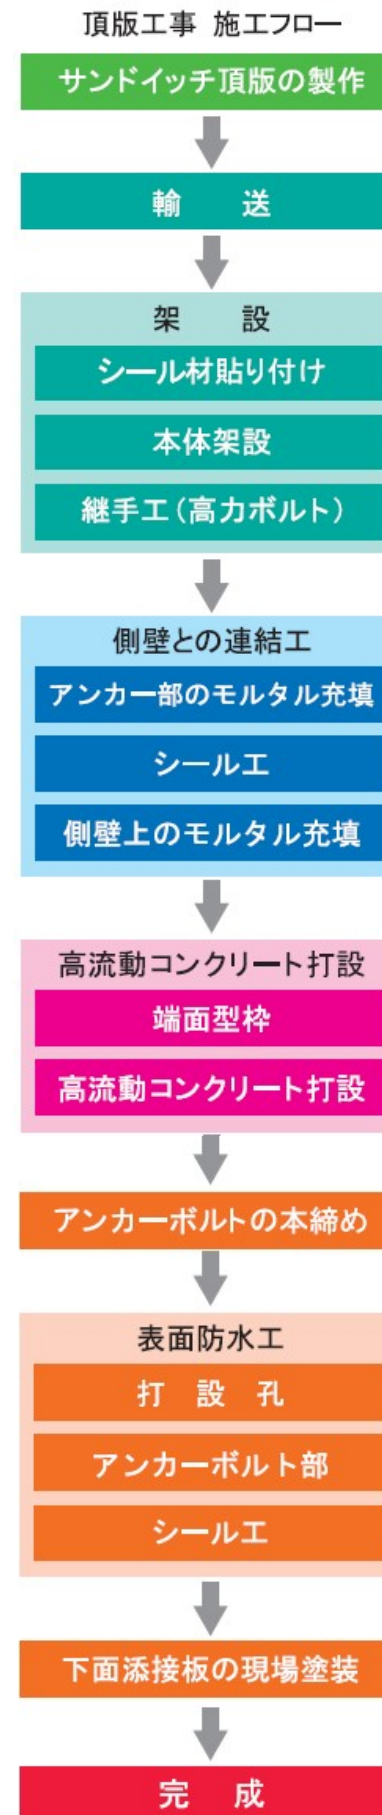 頂版工事 施工フロー
サンドイッチ頂版の製作
輸 送
架 設
シール材貼り付け
本体架設
継手工(高力ボルト)
側壁との連結工
アンカー部のモルタル充填
シール工
側壁上のモルタル充填
高流動コンクリート打設
端面型枠
高流動コンクリート打設
アンカーボルトの本締め
表面防水工
打 設 孔
アンカーボルト部
シール工
下面添接板の現場塗装
完 成